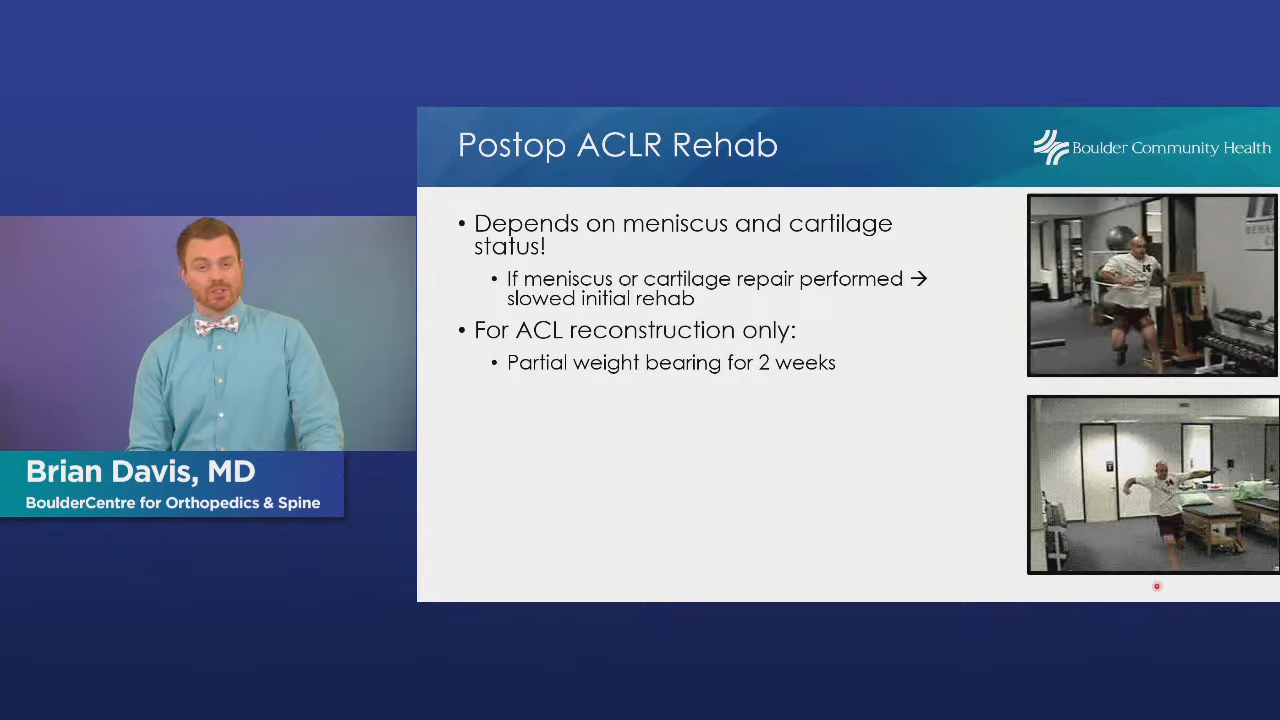 Postop ACLR Rehab
Boulder Community Health
• Depends on meniscus and cartilage
status!
• If meniscus or cartilage repair performed →
slowed initial rehab
• For ACL reconstruction only:
• Partial weight bearing for 2 weeks
Brian Davis, MD
BoulderCentre for Orthopedics & Spine